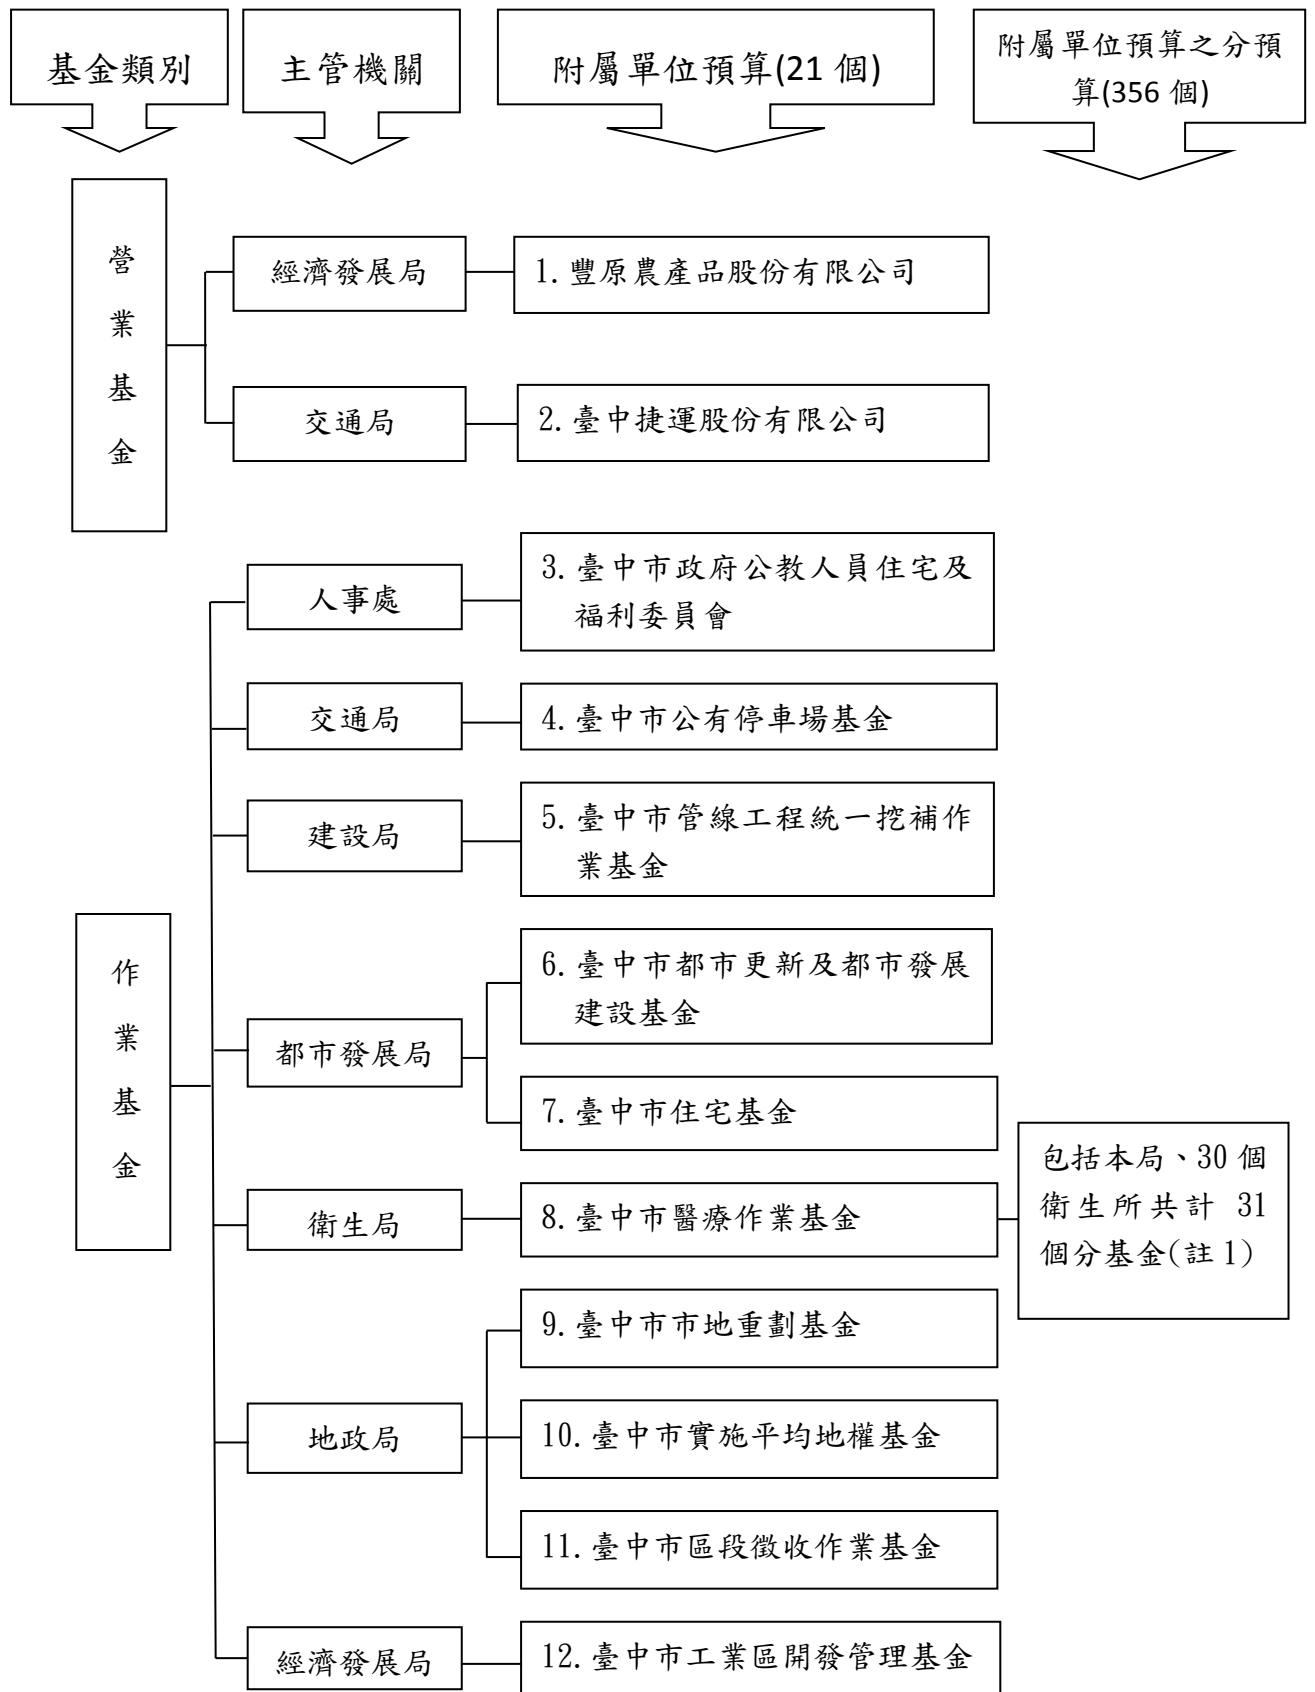 基金類別
主管機關
附屬單位預算(21 個)
附屬單位預算之分預
算(356 個)
營
業
基
金
經濟發展局
1.豐原農產品股份有限公司
交通局
2.臺中捷運股份有限公司
作
業
基
金
人事處
3.臺中市政府公教人員住宅及
福利委員會
交通局
4.臺中市公有停車場基金
建設局
5.臺中市管線工程統一挖補作
業基金
都市發展局
6.臺中市都市更新及都市發展
建設基金
7.臺中市住宅基金
衛生局
8.臺中市醫療作業基金
包括本局、30 個
衛生所共計 31
個分基金(註 1)
地政局
9.臺中市市地重劃基金
10.臺中市實施平均地權基金
11.臺中市區段徵收作業基金
經濟發展局
12.臺中市工業區開發管理基金